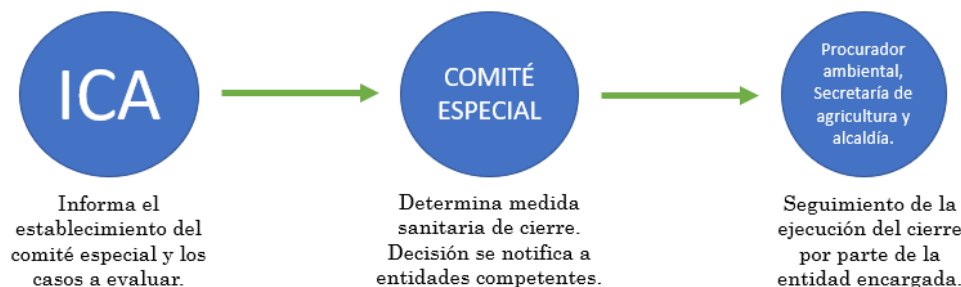 ICA
Informa el
establecimiento del
comité especial y los
casos a evaluar.
COMITÉ
ESPECIAL
Determina medida
sanitaria de cierre.
Decisión se notifica a
entidades competentes.
Procurador
ambiental,
Secretaría de
agricultura y
alcaldía.
Seguimiento de la
ejecución del cierre
por parte de la
entidad encargada.